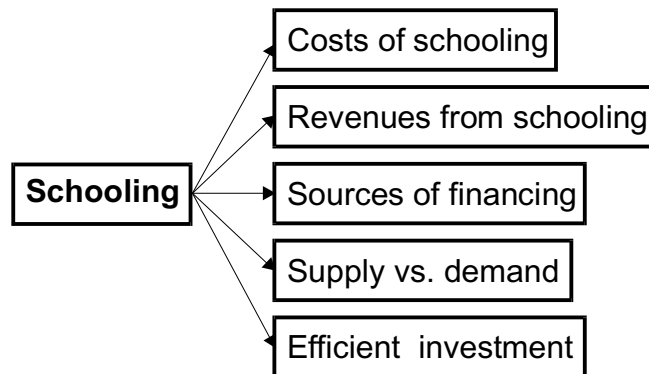 Costs of schooling
Revenues from schooling
Schooling
Sources of financing
Supply vs. demand
Efficient investment